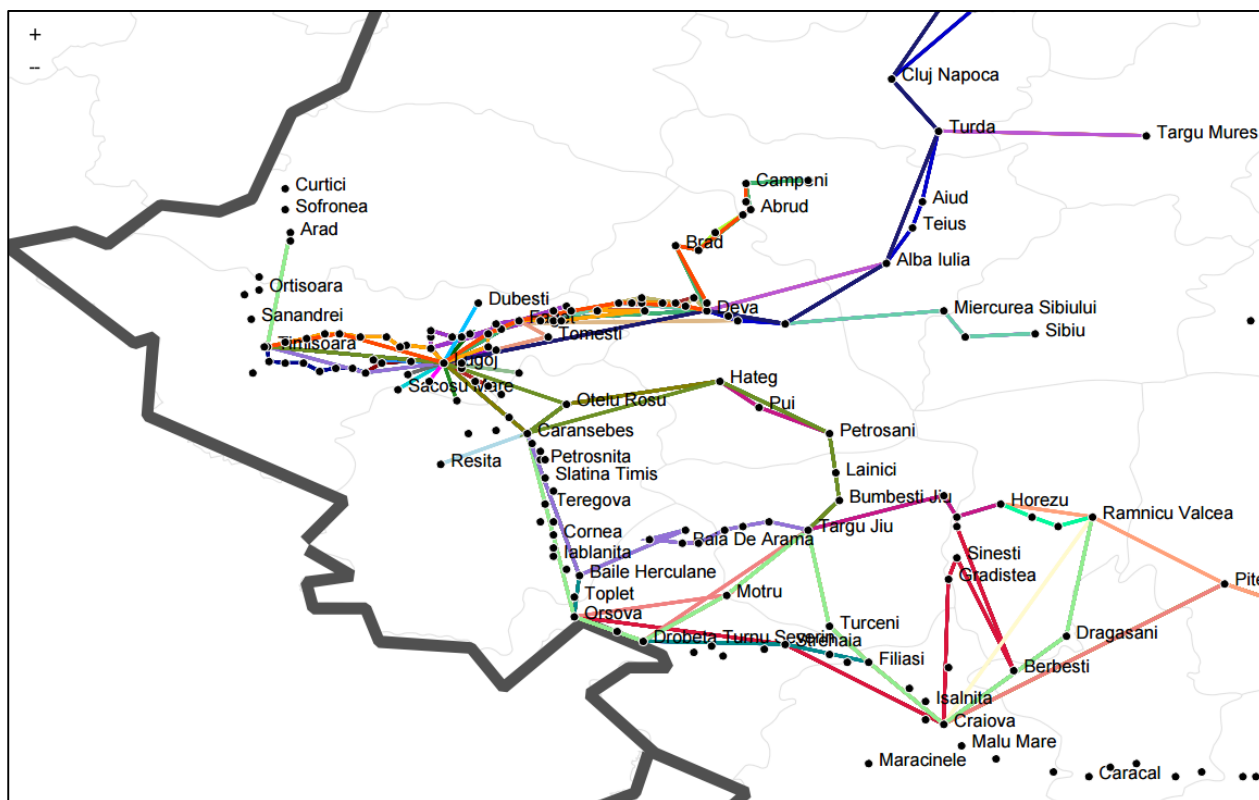 +
--
Cluj Napoca
Turda
Targu Mures
Curtici
Sofronea
Arad
Campeni
Abrud
Aiud
Teius
Brad
Alba Iulia
Ortisoara
Sanandrei
Dubesti
Deva
Miercurea Sibiului
Sibiu
Timisoara
Tomesti
Sacosu Mare
Hateg
Otelu Rosu
Pui
Caransebes
Petrosani
Resita
Petrosnita
Slatina Timis
Lainici
Teregova
Bumbesti Jiu
Horezu
Ramnicu Valcea
Cornea
Baia De Arama
Targu Jiu
Iablanita
Sinesti
Baile Herculane
Gradistea
Toplet
Motru
Pite
Orsova
Turceni
Drobeta Turnu Severin
Strehaia
Dragasani
Filiasi
Berbesti
Isalnita
Craiova
Malu Mare
Maracinele
Caracal